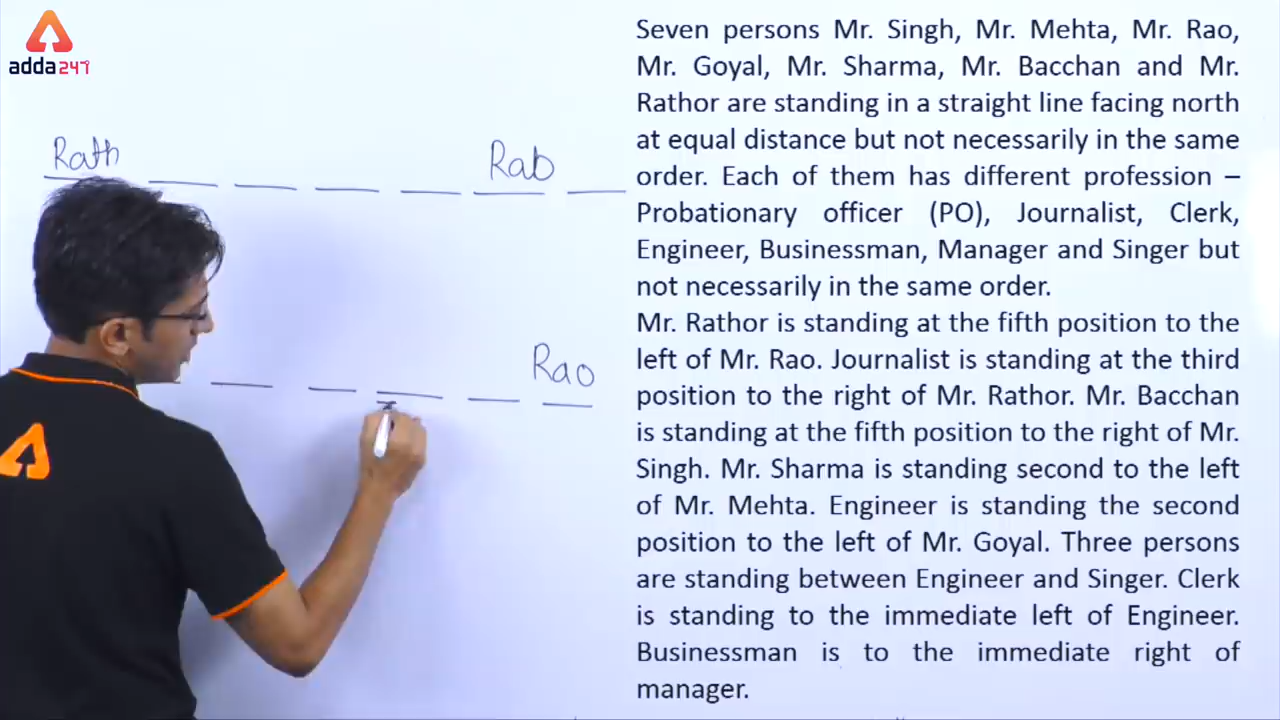 adda247
Rath Rab
Rao
Seven persons Mr. Singh, Mr. Mehta, Mr. Rao,
Mr. Goyal, Mr. Sharma, Mr. Bacchan and Mr.
Rathor are standing in a straight line facing north
at equal distance but not necessarily in the same
order. Each of them has different profession –
Probationary officer (PO), Journalist, Clerk,
Engineer, Businessman, Manager and Singer but
not necessarily in the same order.
Mr. Rathor is standing at the fifth position to the
left of Mr. Rao. Journalist is standing at the third
position to the right of Mr. Rathor. Mr. Bacchan
is standing at the fifth position to the right of Mr.
Singh. Mr. Sharma is standing second to the left
of Mr. Mehta. Engineer is standing the second
position to the left of Mr. Goyal. Three persons
are standing between Engineer and Singer. Clerk
is standing to the immediate left of Engineer.
Businessman is to the immediate right of
manager.